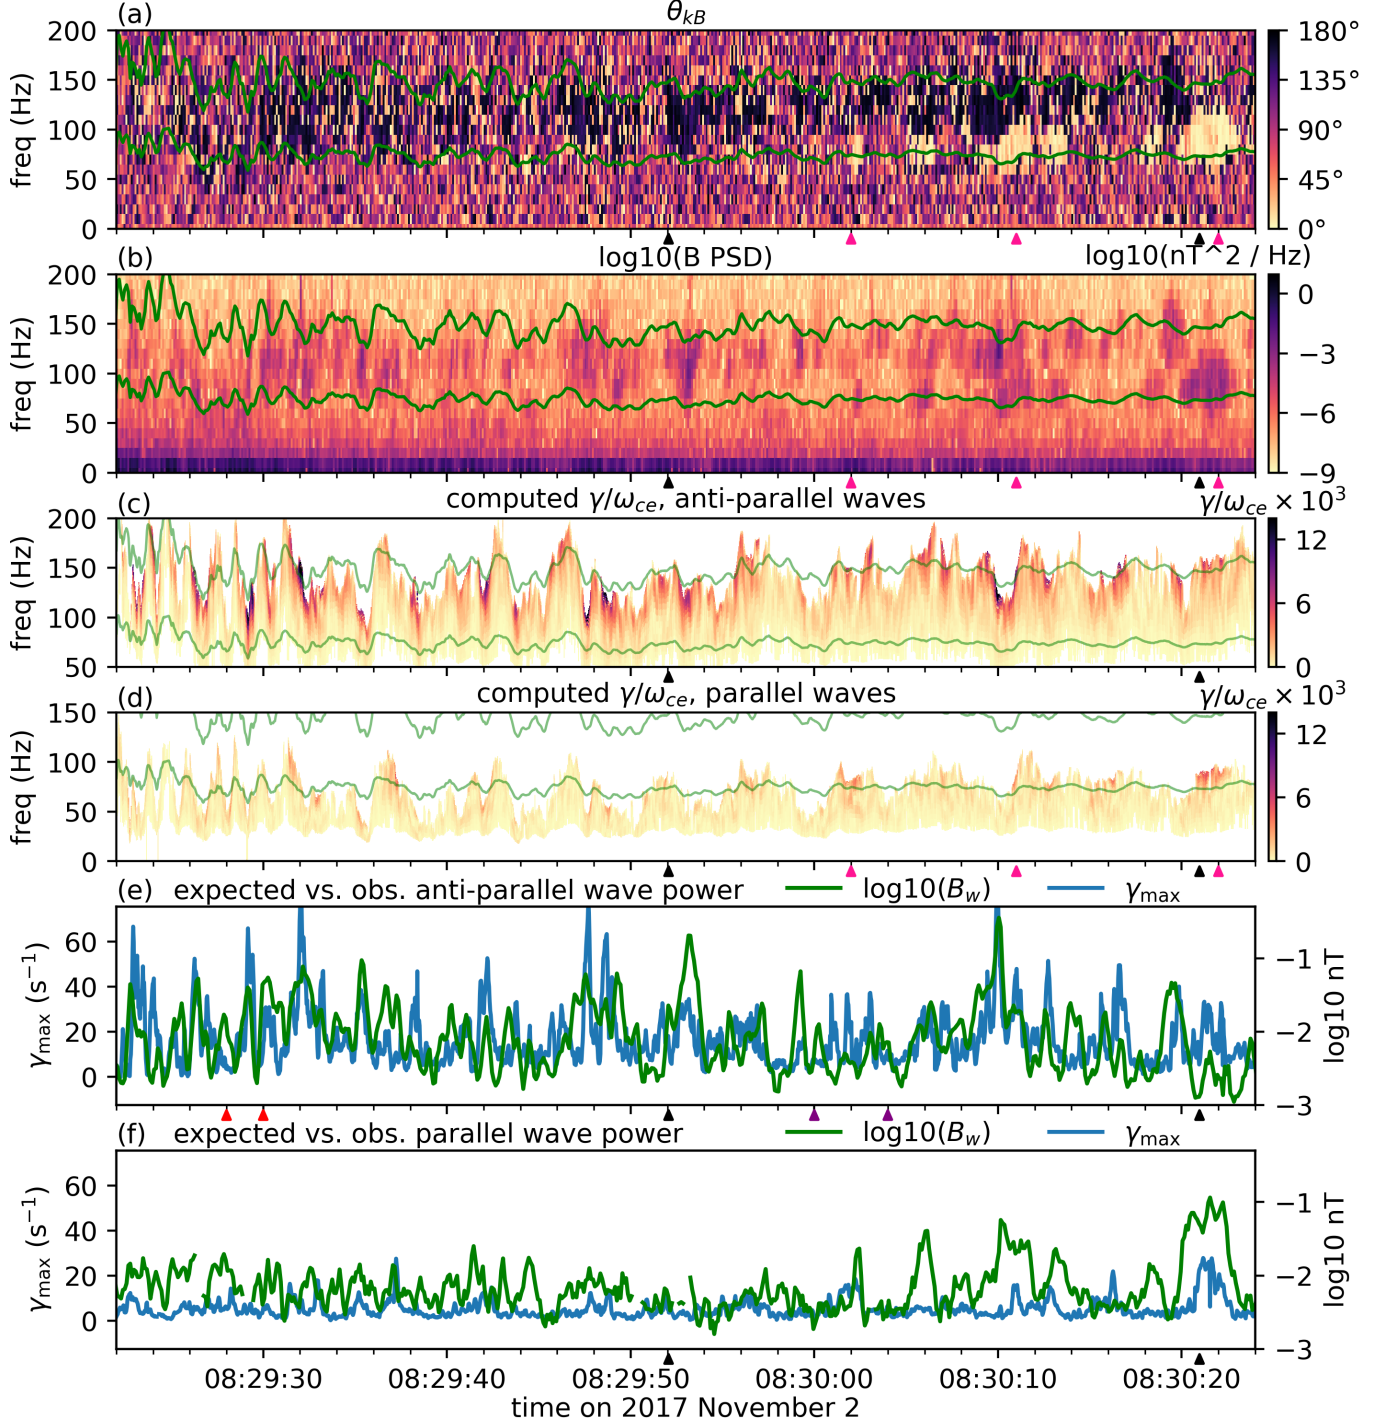 (a) θkB
200
150
100
50
0
freq (Hz)
180°
135°
90°
45°
0°
(b) log10(B PSD) log10(nT^2 / Hz)
200
150
100
50
0
freq (Hz)
0
−3
−6
−9
(c) computed γ/ωce, anti-parallel waves γ/ωce × 10³
200
150
100
50
freq (Hz)
12
6
0
(d) computed γ/ωce, parallel waves γ/ωce × 10³
150
100
50
0
freq (Hz)
12
6
0
(e) expected vs. obs. anti-parallel wave power log10(Bw) γmax
60
40
20
0
γmax (s⁻¹)
−1
−2
−3
log10 nT
(f) expected vs. obs. parallel wave power log10(Bw) γmax
60
40
20
0
γmax (s⁻¹)
−1
−2
−3
log10 nT
08:29:30 08:29:40 08:29:50 08:30:00 08:30:10 08:30:20
time on 2017 November 2